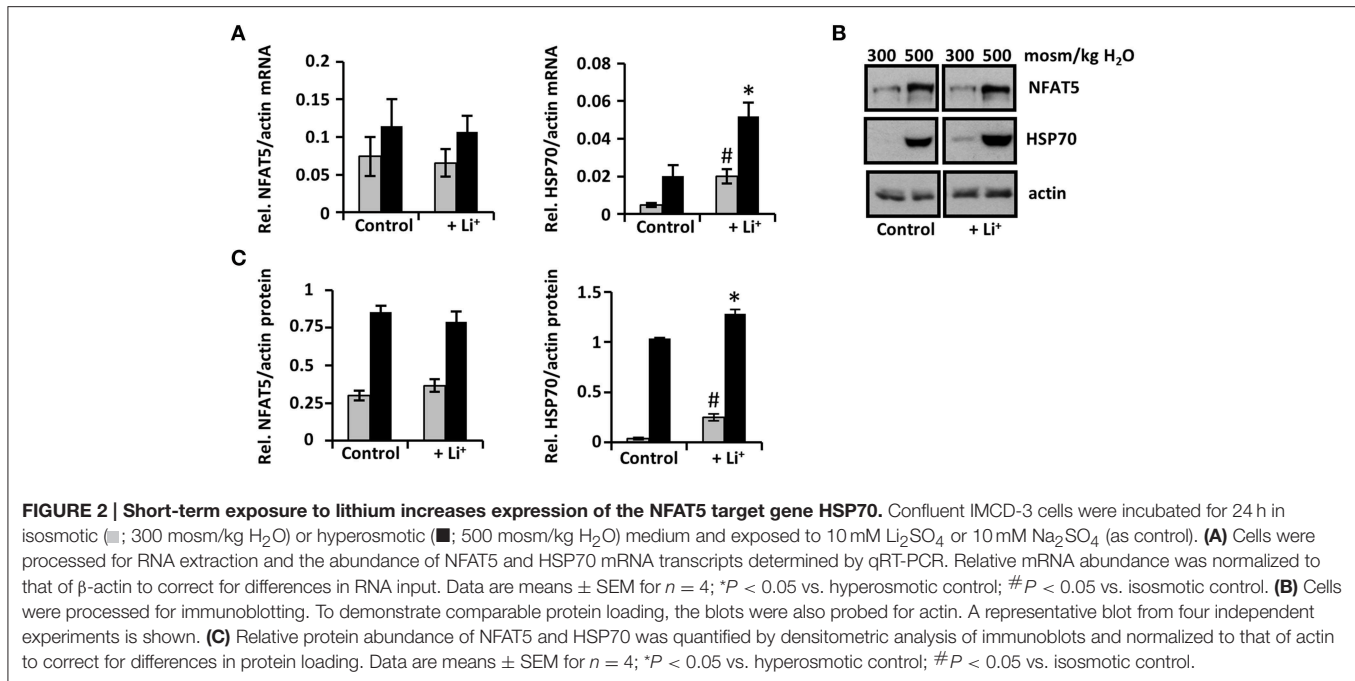 A
B
Rel. NFAT5/actin mRNA
0.2
0.15
0.1
0.05
0
Control
+ Li⁺
Rel. HSP70/actin mRNA
0.08
0.06
0.04
0.02
0
#
*
Control
+ Li⁺
300 500 300 500 mosm/kg H₂O
NFAT5
HSP70
actin
Control
+ Li⁺
C
Rel. NFAT5/actin protein
1
0.75
0.5
0.25
0
Control
+ Li⁺
Rel. HSP70/actin protein
1.5
1
0.5
0
#
*
Control
+ Li⁺
FIGURE 2 | Short-term exposure to lithium increases expression of the NFAT5 target gene HSP70. Confluent IMCD-3 cells were incubated for 24 h in
isosmotic (■; 300 mosm/kg H₂O) or hyperosmotic (■; 500 mosm/kg H₂O) medium and exposed to 10 mM Li₂SO₄ or 10 mM Na₂SO₄ (as control). (A) Cells were
processed for RNA extraction and the abundance of NFAT5 and HSP70 mRNA transcripts determined by qRT-PCR. Relative mRNA abundance was normalized to
that of β-actin to correct for differences in RNA input. Data are means ± SEM for n = 4; *P < 0.05 vs. hyperosmotic control; #P < 0.05 vs. isosmotic control. (B) Cells
were processed for immunoblotting. To demonstrate comparable protein loading, the blots were also probed for actin. A representative blot from four independent
experiments is shown. (C) Relative protein abundance of NFAT5 and HSP70 was quantified by densitometric analysis of immunoblots and normalized to that of actin
to correct for differences in protein loading. Data are means ± SEM for n = 4; *P < 0.05 vs. hyperosmotic control; #P < 0.05 vs. isosmotic control.